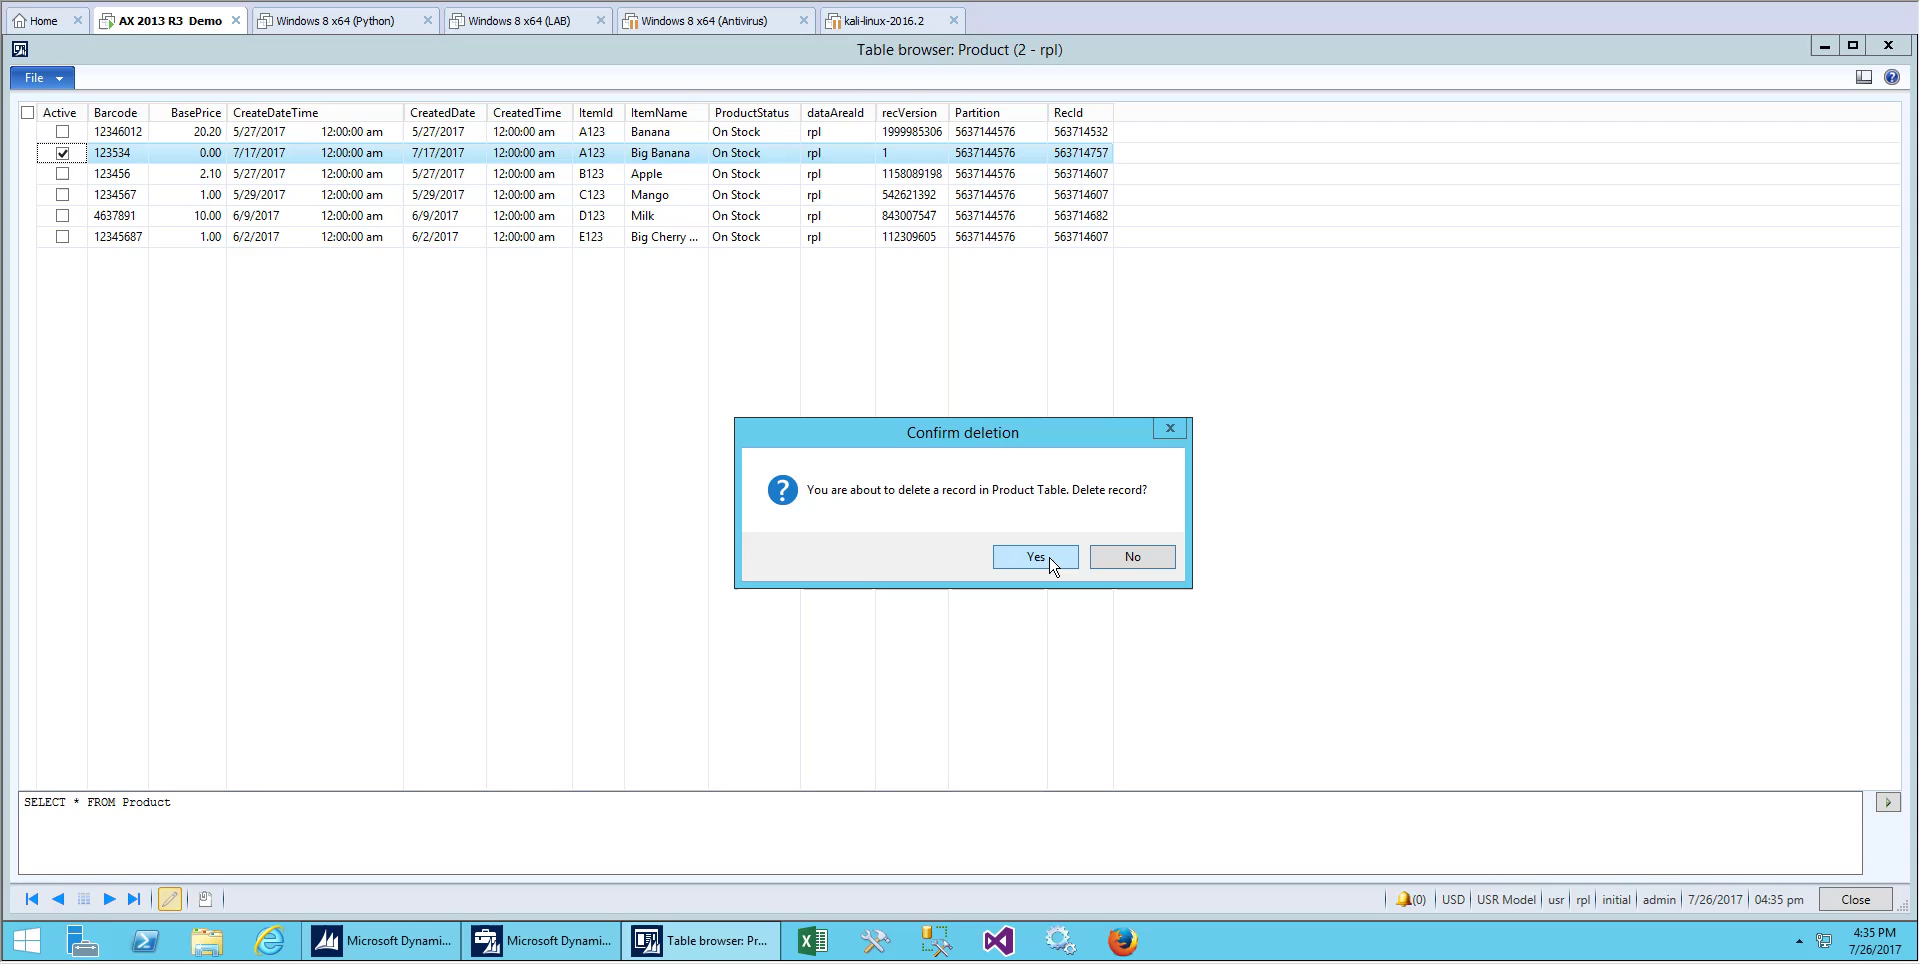 Home
AX 2013 R3 Demo
Windows 8 x64 (Python)
Windows 8 x64 (LAB)
Windows 8 x64 (Antivirus)
kali-linux-2016.2
Table browser: Product (2 - rpl)
File
Active Barcode BasePrice CreateDateTime CreatedDate CreatedTime ItemId ItemName ProductStatus dataAreaId recVersion Partition RecId
12346012 20.20 5/27/2017 12:00:00 am 5/27/2017 12:00:00 am A123 Banana On Stock rpl 1999985306 5637144576 563714532
123534 0.00 7/17/2017 12:00:00 am 7/17/2017 12:00:00 am A123 Big Banana On Stock rpl 1 5637144576 563714757
123456 2.10 5/27/2017 12:00:00 am 5/27/2017 12:00:00 am B123 Apple On Stock rpl 1158089198 5637144576 563714607
1234567 1.00 5/29/2017 12:00:00 am 5/29/2017 12:00:00 am C123 Mango On Stock rpl 542621392 5637144576 563714607
4637891 10.00 6/9/2017 12:00:00 am 6/9/2017 12:00:00 am D123 Milk On Stock rpl 843007547 5637144576 563714682
12345687 1.00 6/2/2017 12:00:00 am 6/2/2017 12:00:00 am E123 Big Cherry ... On Stock rpl 112309605 5637144576 563714607
Confirm deletion
You are about to delete a record in Product Table. Delete record?
Yes No
SELECT * FROM Product
(0) USD USR Model usr rpl initial admin 7/26/2017 04:35 pm Close
Microsoft Dynami...
Microsoft Dynami...
Table browser: Pr...
4:35 PM
7/26/2017